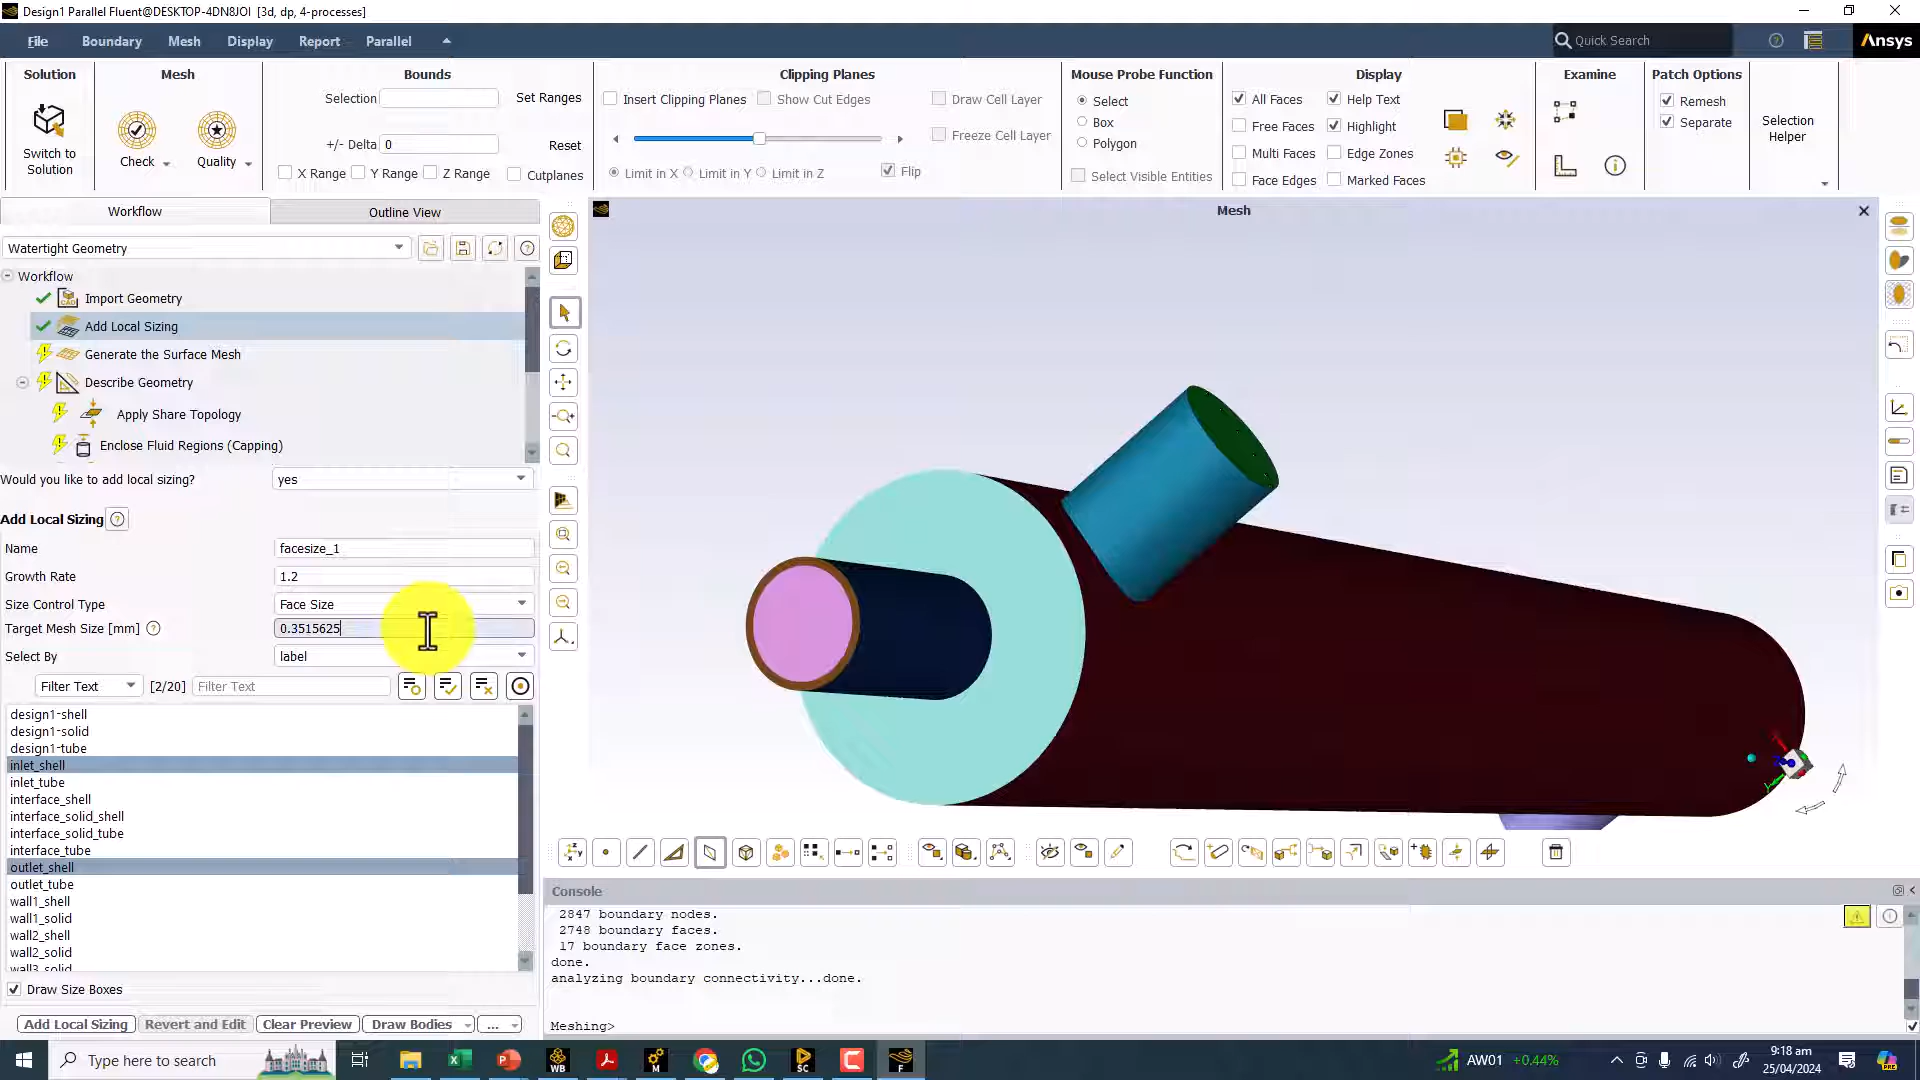 Design1 Parallel Fluent@DESKTOP-4DN8JOI [3d, dp, 4-processes]
File Boundary Mesh Display Report Parallel
Quick Search
Ansys
Solution
Switch to
Solution
Mesh
Check
Quality
Bounds
Selection
Set Ranges
+/- Delta 0
Reset
X Range Y Range Z Range Cutplanes
Clipping Planes
Insert Clipping Planes Show Cut Edges Draw Cell Layer
Freeze Cell Layer
Limit in X Limit in Y Limit in Z Flip
Mouse Probe Function
Select
Box
Polygon
Select Visible Entities
Display
All Faces Help Text
Free Faces Highlight
Multi Faces Edge Zones
Face Edges Marked Faces
Examine
Patch Options
Remesh
Separate
Selection
Helper
Workflow
Outline View
Mesh
Watertight Geometry
Workflow
Import Geometry
Add Local Sizing
Generate the Surface Mesh
Describe Geometry
Apply Share Topology
Enclose Fluid Regions (Capping)
Would you like to add local sizing? yes
Add Local Sizing
Name facesize_1
Growth Rate 1.2
Size Control Type Face Size
Target Mesh Size [mm] 0.3515625
Select By label
Filter Text [2/20] Filter Text
design1-shell
design1-solid
design1-tube
inlet_shell
inlet_tube
interface_shell
interface_solid_shell
interface_solid_tube
interface_tube
outlet_shell
outlet_tube
wall1_shell
wall1_solid
wall2_shell
wall2_solid
wall3_solid
Draw Size Boxes
Add Local Sizing Revert and Edit Clear Preview Draw Bodies ...
Console
2847 boundary nodes.
2748 boundary faces.
17 boundary face zones.
done.
analyzing boundary connectivity...done.
Meshing>
Type here to search
AW01 +0.44%
9:18 am
25/04/2024